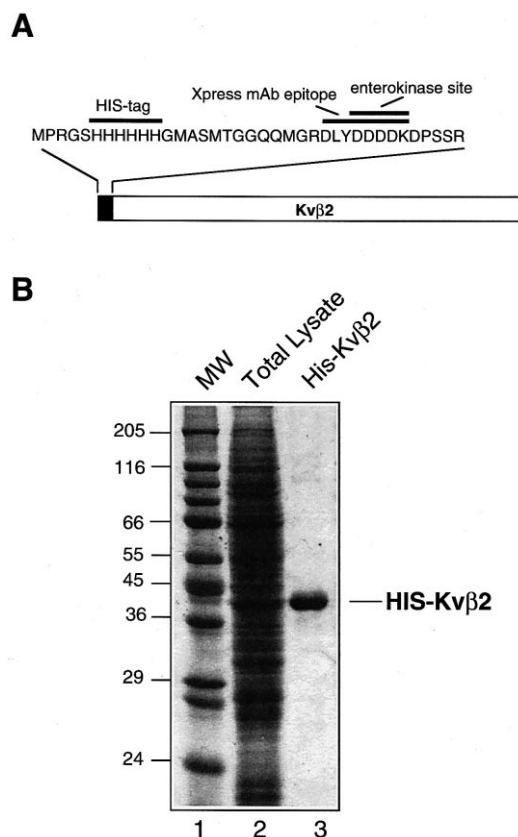 A
enterokinase site
Xpress mAb epitope
HIS-tag
MPRGSHHHHHHGMASMTGGQQMGRDLYDDDDKDPSSR
Kvβ2
B
MW
Total Lysate
His-Kvβ2
205
116
66
55
45
36
29
24
HIS-Kvβ2
1 2 3